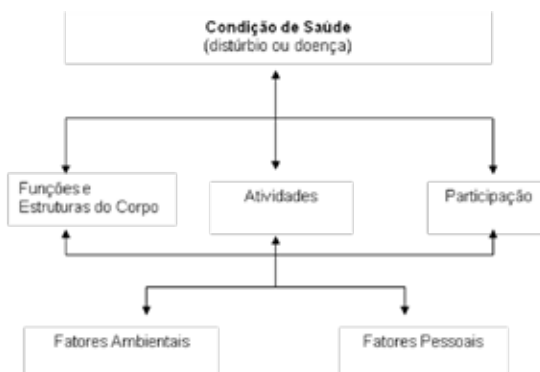 Condição de Saúde
(distúrbio ou doença)
Funções e
Estruturas do Corpo
Atividades
Participação
Fatores Ambientais
Fatores Pessoais